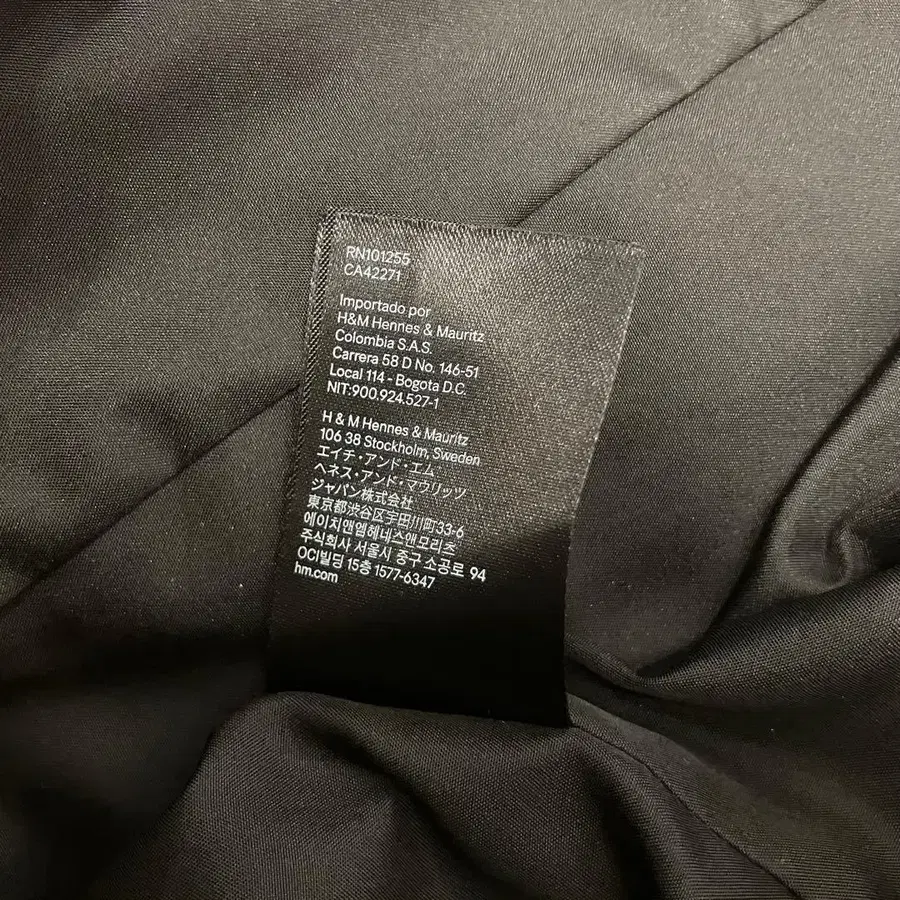 RN101255
CA42271
Importado por
H&M Hennes & Mauritz
Colombia S.A.S.
Carrera 58 D No. 146-51
Local 114 - Bogota D.C.
NIT:900.924.527-1
H & M Hennes & Mauritz
106 38 Stockholm, Sweden
エイチ・アンド・エム
ヘネス・アンド・マウリッツ
ジャパン株式会社
東京都渋谷区宇田川町33-6
에이치앤엠헤네스앤모리츠
주식회사 서울시 중구 소공로 94
OCI빌딩 15층 1577-6347
hm.com